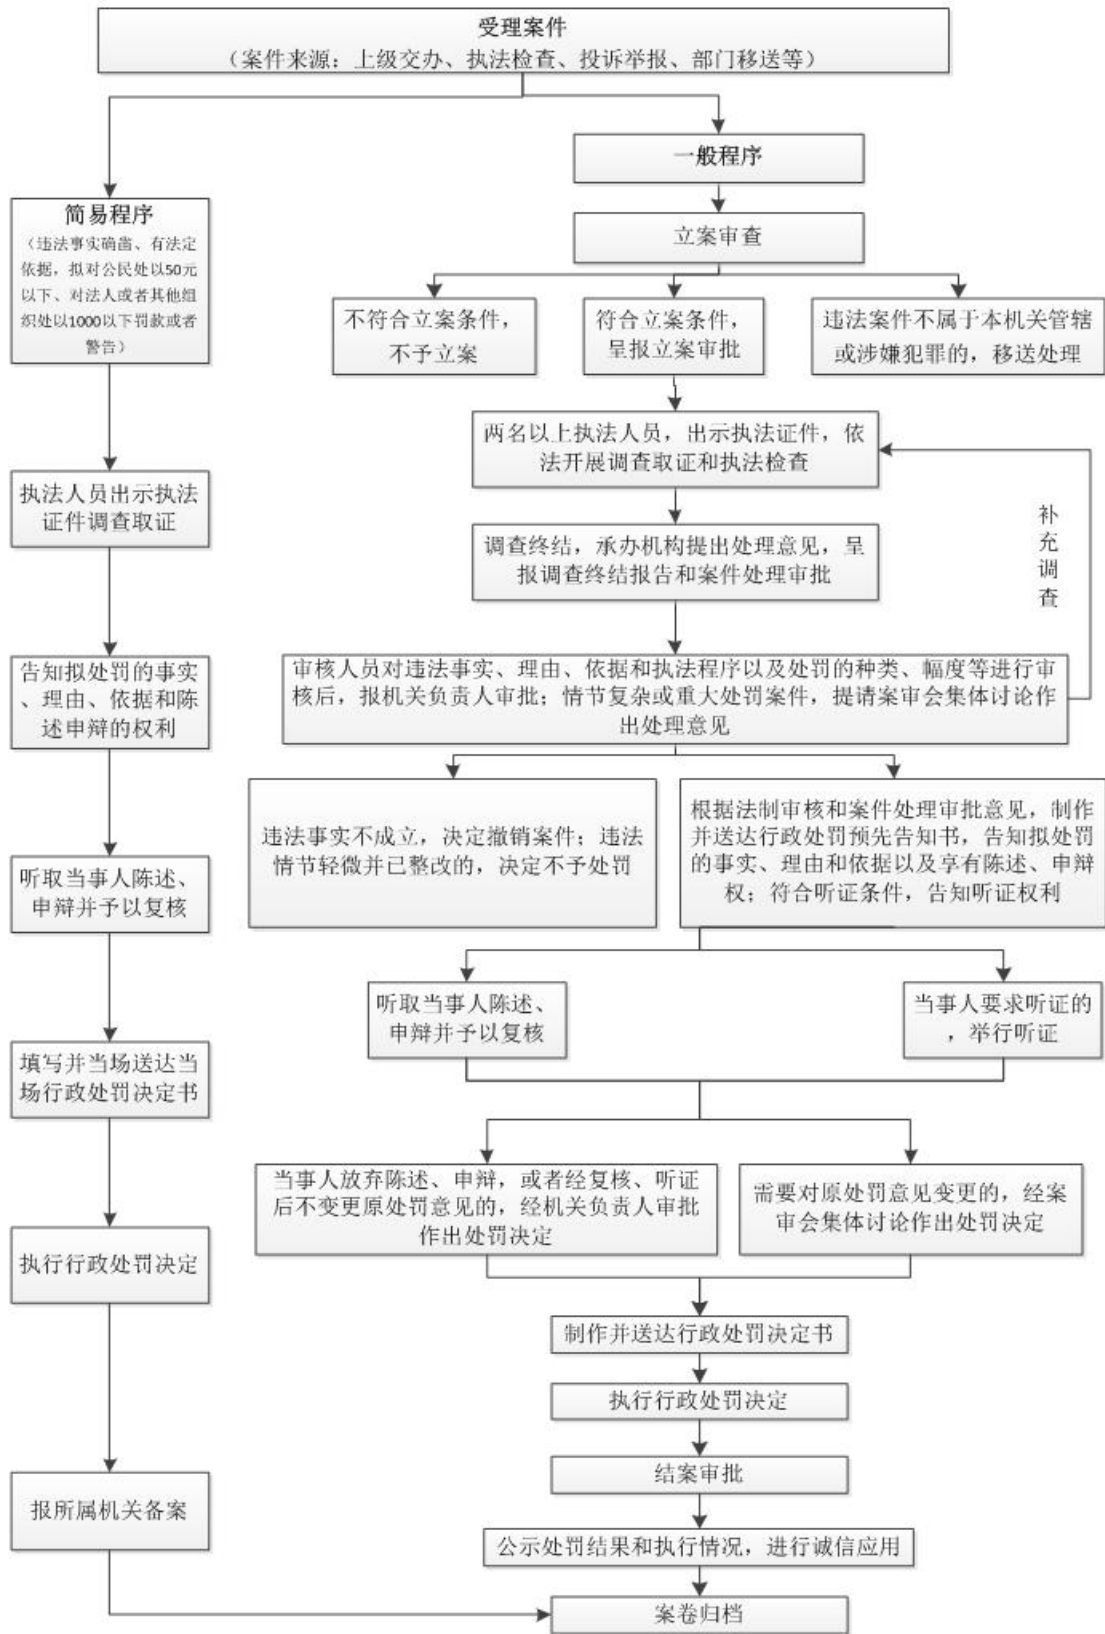 受理案件
（案件来源：上级交办、执法检查、投诉举报、部门移送等）
一般程序
简易程序
（违法事实确凿、有法定
依据，拟对公民处以50元
以下、对法人或者其他组
织处以1000以下罚款或者
警告）
立案审查
不符合立案条件，
不予立案
符合立案条件，
呈报立案审批
违法案件不属于本机关管辖
或涉嫌犯罪的，移送处理
两名以上执法人员，出示执法证件，依
法开展调查取证和执法检查
执法人员出示执法
证件调查取证
补
充
调
查
调查终结，承办机构提出处理意见，呈
报调查终结报告和案件处理审批
告知拟处罚的事实
、理由、依据和陈
述申辩的权利
审核人员对违法事实、理由、依据和执法程序以及处罚的种类、幅度等进行审
核后，报机关负责人审批；情节复杂或重大处罚案件，提请案审会集体讨论作
出处理意见
违法事实不成立，决定撤销案件；违法
情节轻微并已整改的，决定不予处罚
根据法制审核和案件处理审批意见，制作
并送达行政处罚预先告知书，告知拟处罚
的事实、理由和依据以及享有陈述、申辩
权；符合听证条件，告知听证权利
听取当事人陈述、
申辩并予以复核
听取当事人陈述、
申辩并予以复核
当事人要求听证的
，举行听证
填写并当场送达当
场行政处罚决定书
当事人放弃陈述、申辩，或者经复核、听证
后不变更原处罚意见的，经机关负责人审批
作出处罚决定
需要对原处罚意见变更的，经案
审会集体讨论作出处罚决定
执行行政处罚决定
制作并送达行政处罚决定书
执行行政处罚决定
结案审批
报所属机关备案
公示处罚结果和执行情况，进行诚信应用
案卷归档